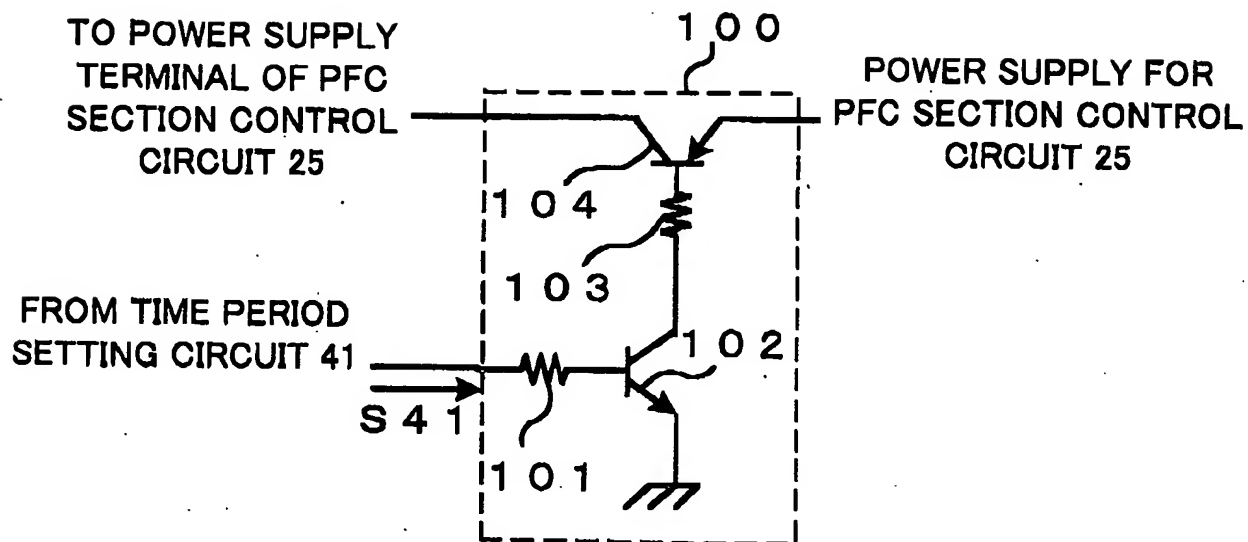 TO POWER SUPPLY
TERMINAL OF PFC
SECTION CONTROL
CIRCUIT 25
100
POWER SUPPLY FOR
PFC SECTION CONTROL
CIRCUIT 25
104
103
FROM TIME PERIOD
SETTING CIRCUIT 41
102
S41
101